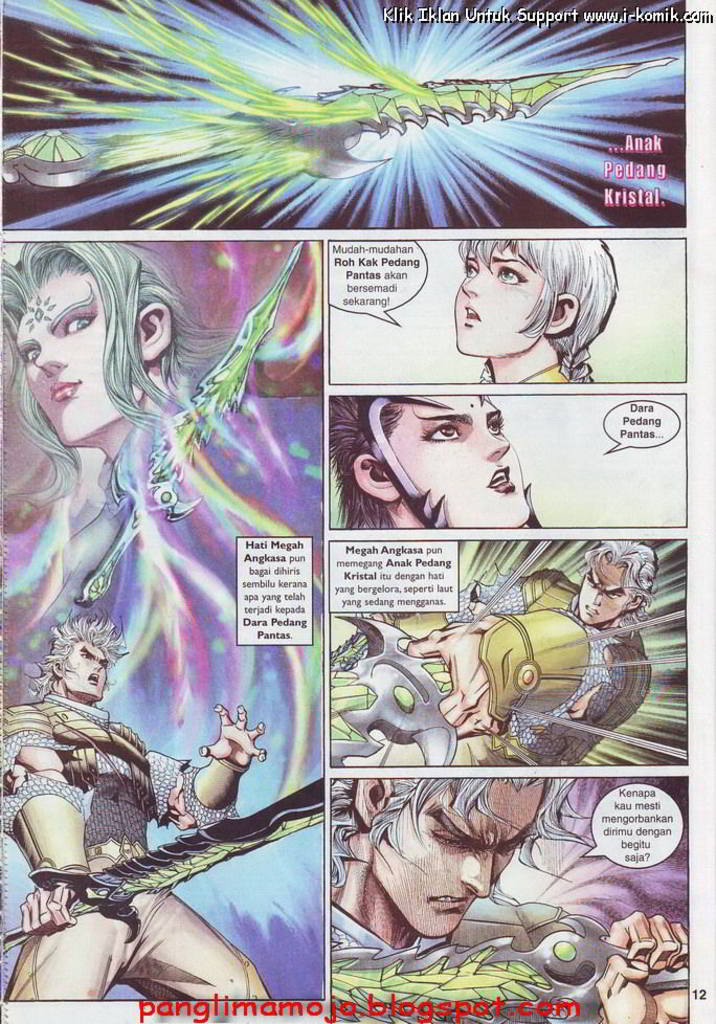 Klik Iklan Untuk Support www.i-komik.com
...Anak
Pedang
Kristal.
Mudah-mudahan
Roh Kak Pedang
Pantas akan
bersemadi
sekarang!
Dara
Pedang
Pantas...
Hati Megah
Angkasa pun
bagai dihiris
sembilu kerana
apa yang telah
terjadi kepada
Dara Pedang
Pantas.
Megah Angkasa pun
memegang Anak Pedang
Kristal itu dengan hati
yang bergelora, seperti laut
yang sedang mengganas.
Kenapa
kau mesti
mengorbankan
dirimu dengan
begitu
saja?
12
panglimamojo.blogspot.com